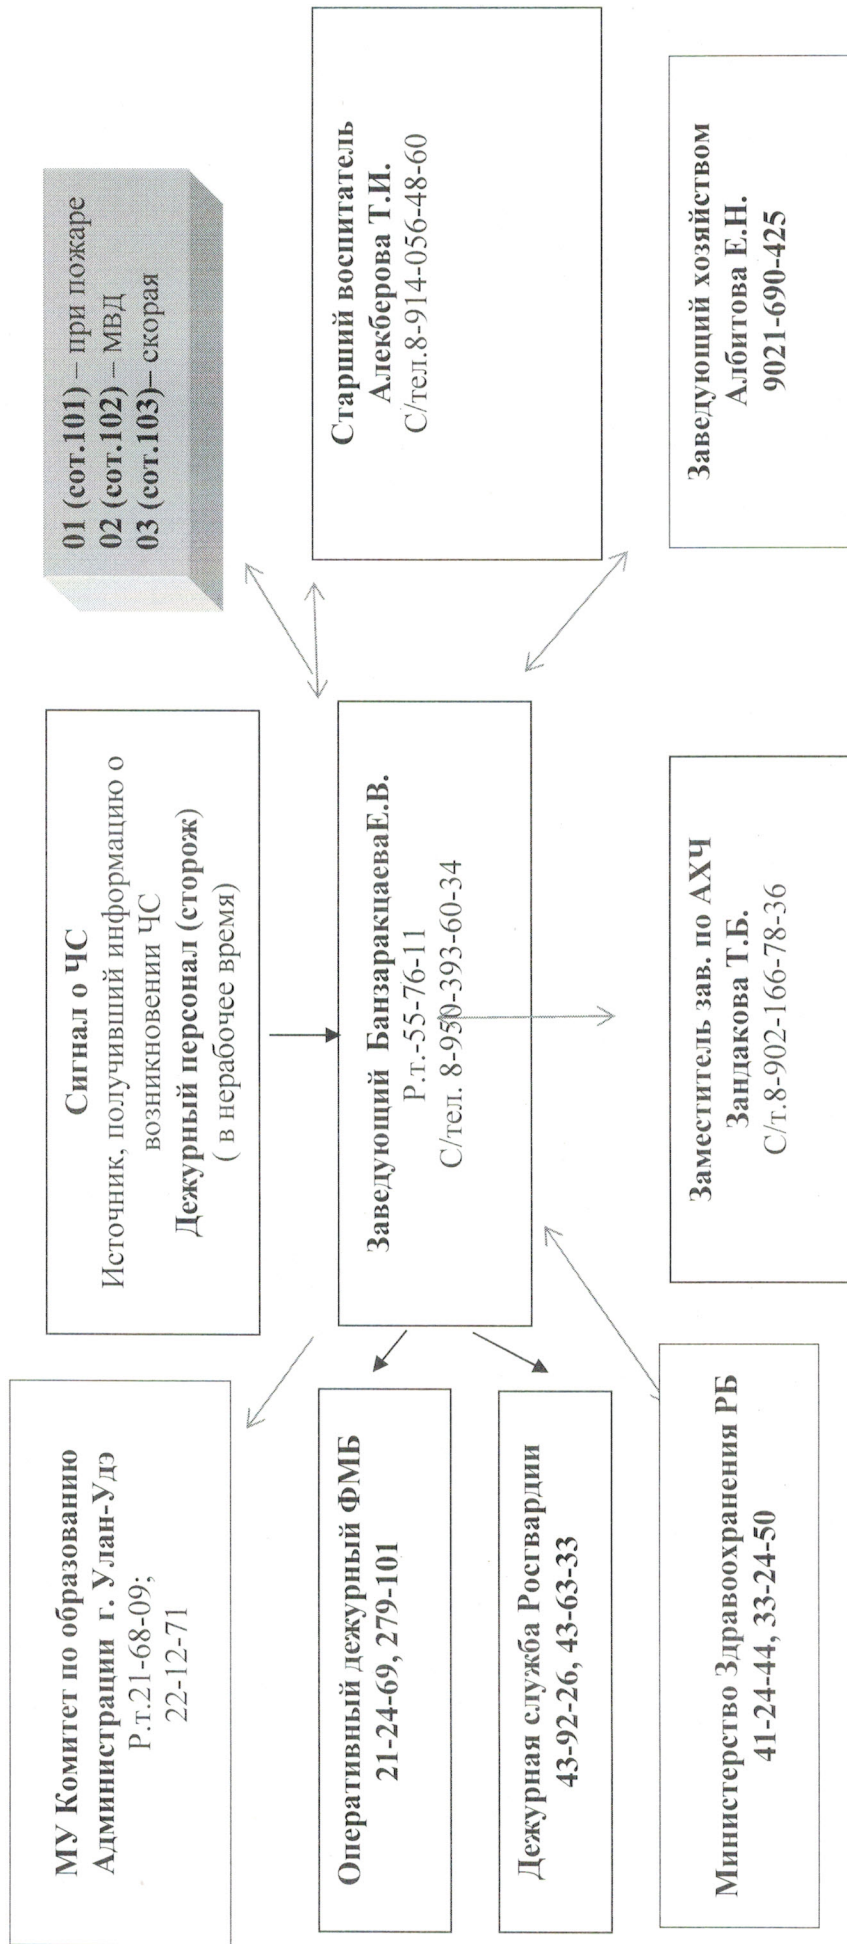 МУ Комитет по образованию
Администрации г. Улан-Удэ
Р.т.21-68-09;
22-12-71
Сигнал о ЧС
Источник, получивший информацию о
возникновении ЧС
Дежурный персонал (сторож)
( в нерабочее время)
01 (сот.101) – при пожаре
02 (сот.102) – МВД
03 (сот.103)– скорая
Оперативный дежурный ФМБ
21-24-69, 279-101
Дежурная служба Росгвардии
43-92-26, 43-63-33
Заведующий БанзаракцаеваЕ.В.
Р.т.-55-76-11
С/тел. 8-950-393-60-34
Старший воспитатель
Алекберова Т.И.
С/тел.8-914-056-48-60
Министерство Здравоохранения РБ
41-24-44, 33-24-50
Заместитель зав. по АХЧ
Зандакова Т.Б.
С/т.8-902-166-78-36
Заведующий хозяйством
Албитова Е.Н.
9021-690-425